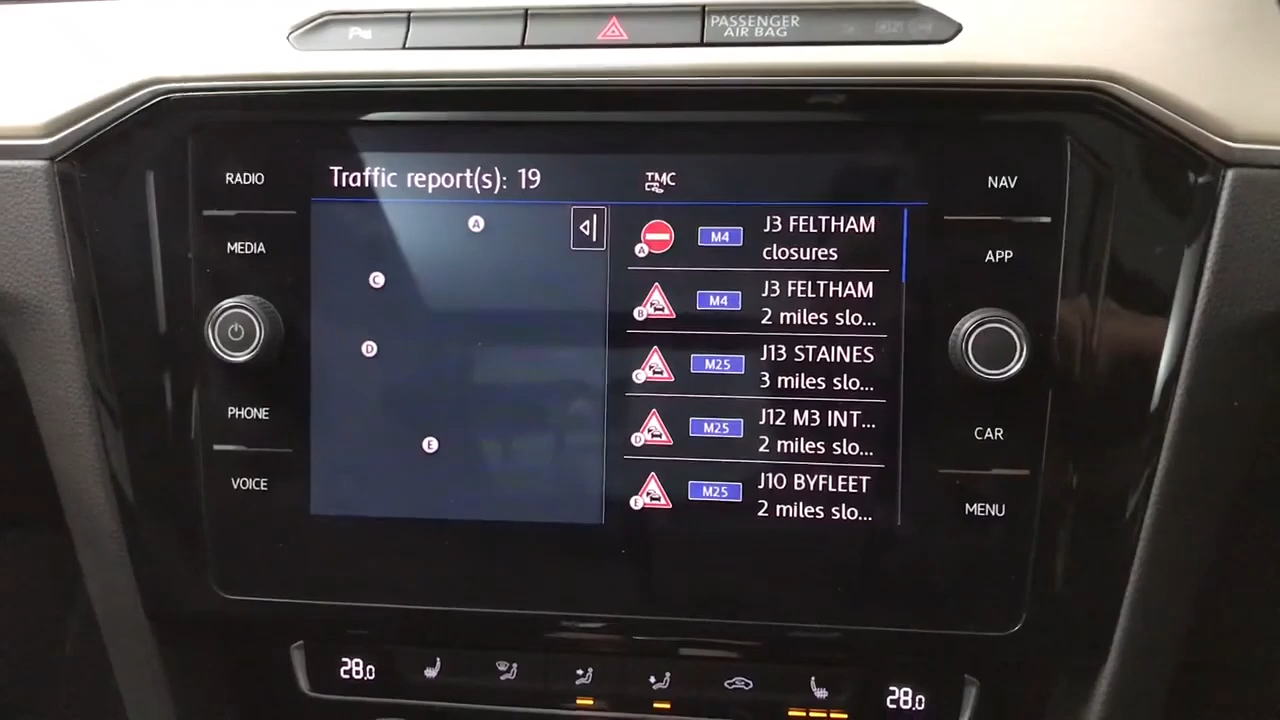 PASSENGER
AIR BAG
RADIO
MEDIA
PHONE
VOICE
Traffic report(s): 19
TMC
A
C
D
E
A M4 J3 FELTHAM
closures
B M4 J3 FELTHAM
2 miles slo...
C M25 J13 STAINES
3 miles slo...
D M25 J12 M3 INT...
2 miles slo...
E M25 J10 BYFLEET
2 miles slo...
NAV
APP
CAR
MENU
28.0
28.0